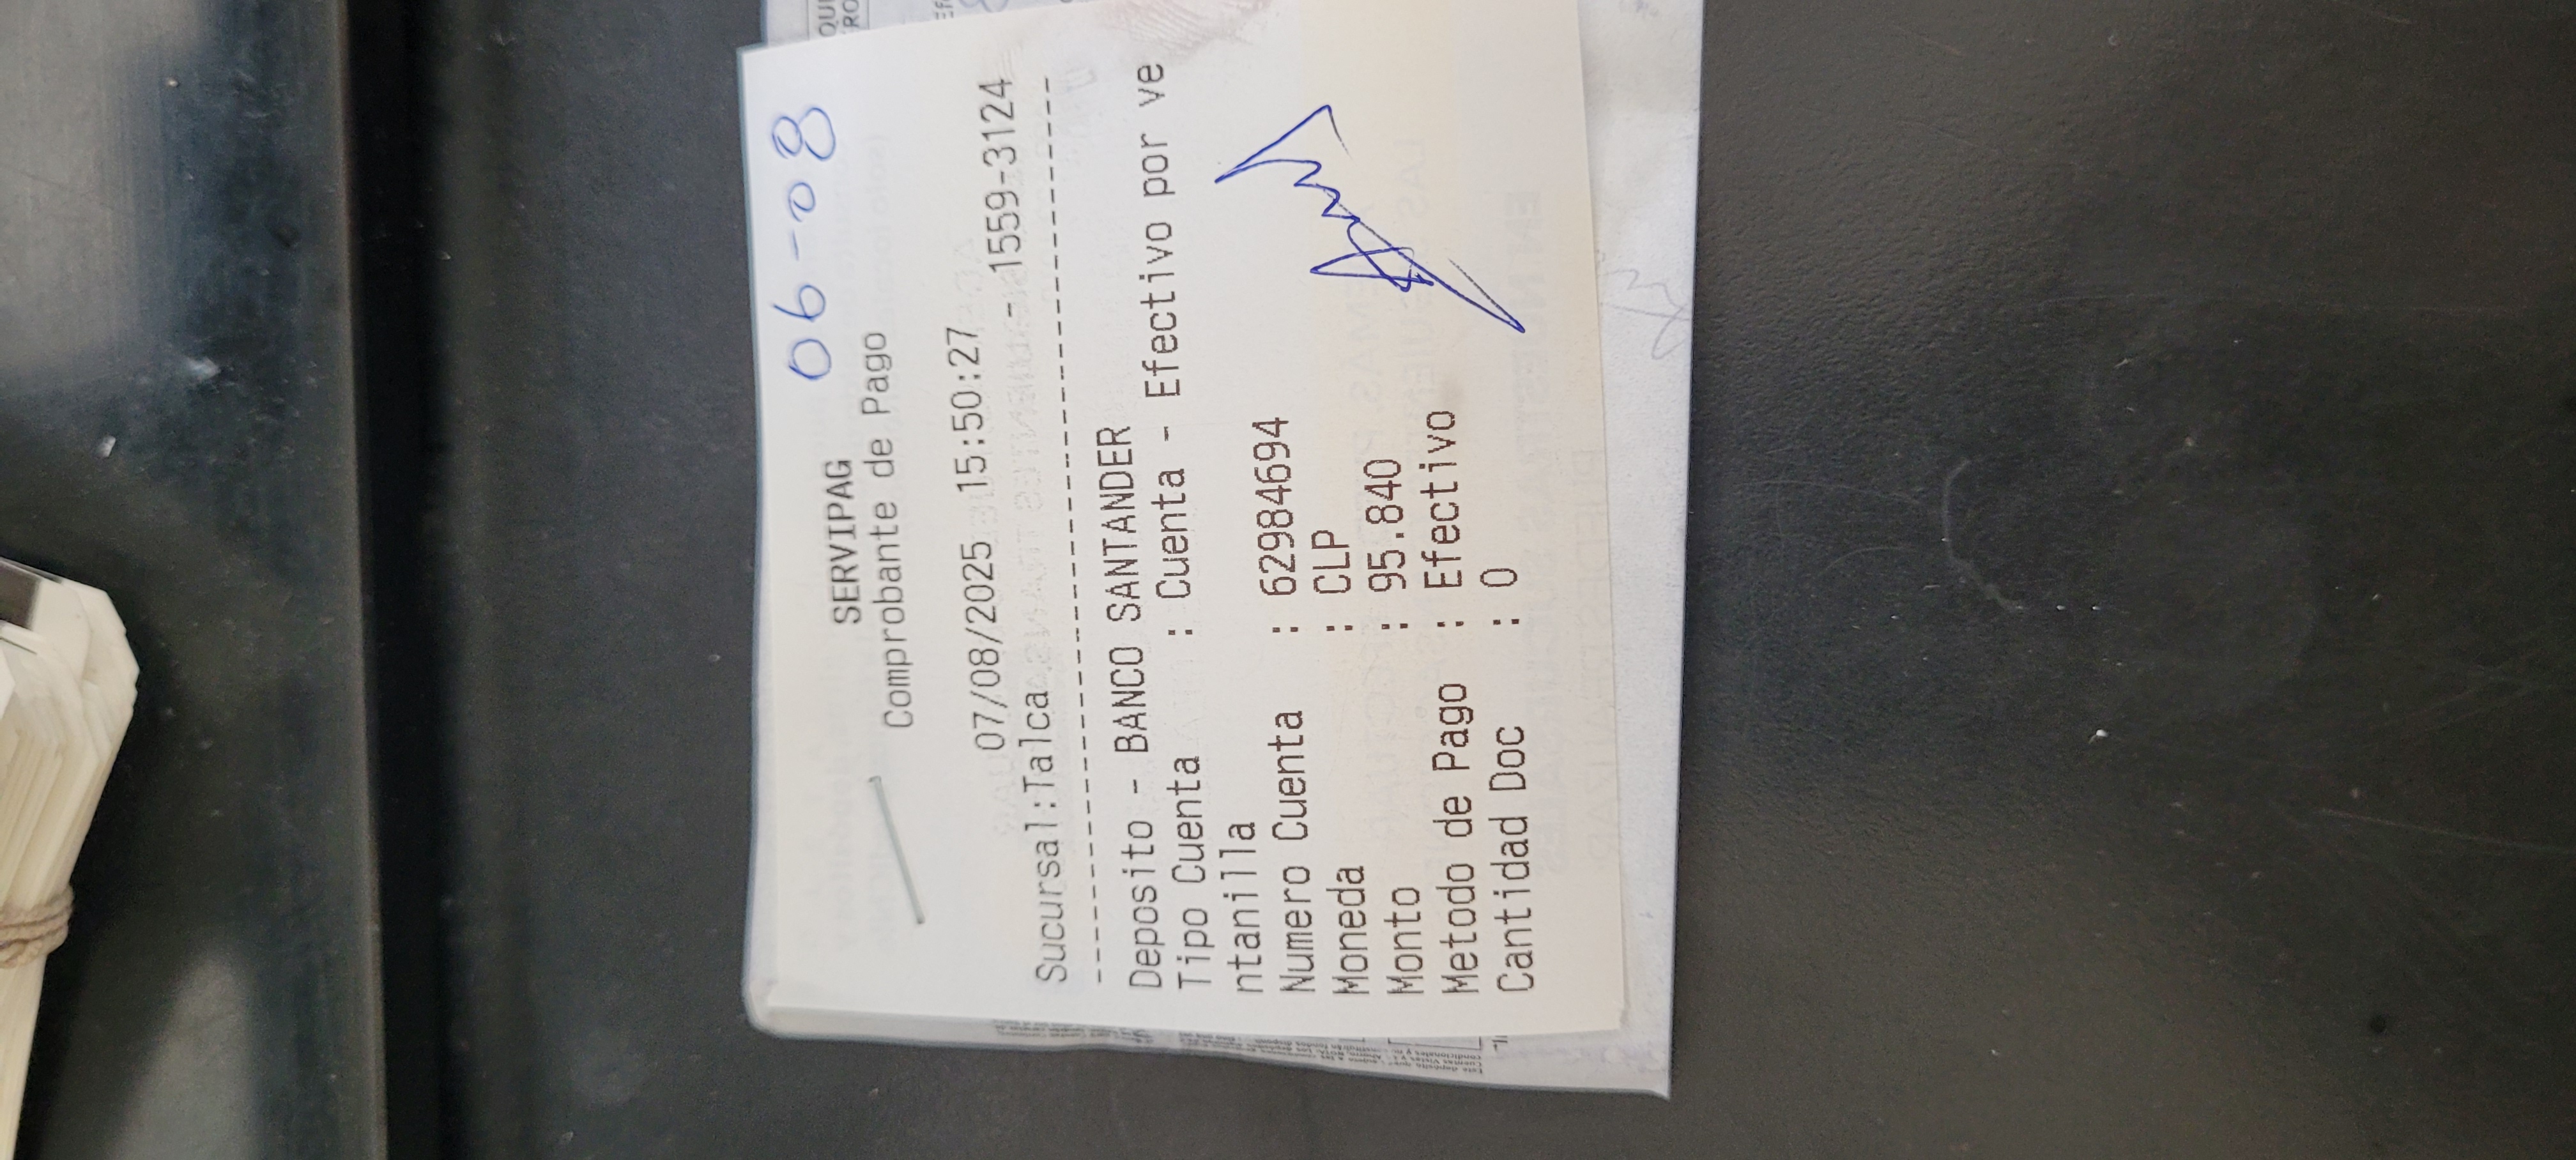 06-08
SERVIPAG
Comprobante de Pago
07/08/2025 15:50:27
Sucursal:Talca - 1559-3124
--------------------------------
Deposito - BANCO SANTANDER
Tipo Cuenta : Cuenta - Efectivo por ve
ntanilla
Numero Cuenta : 62984694
Moneda : CLP
Monto : 95.840
Metodo de Pago : Efectivo
Cantidad Doc : 0